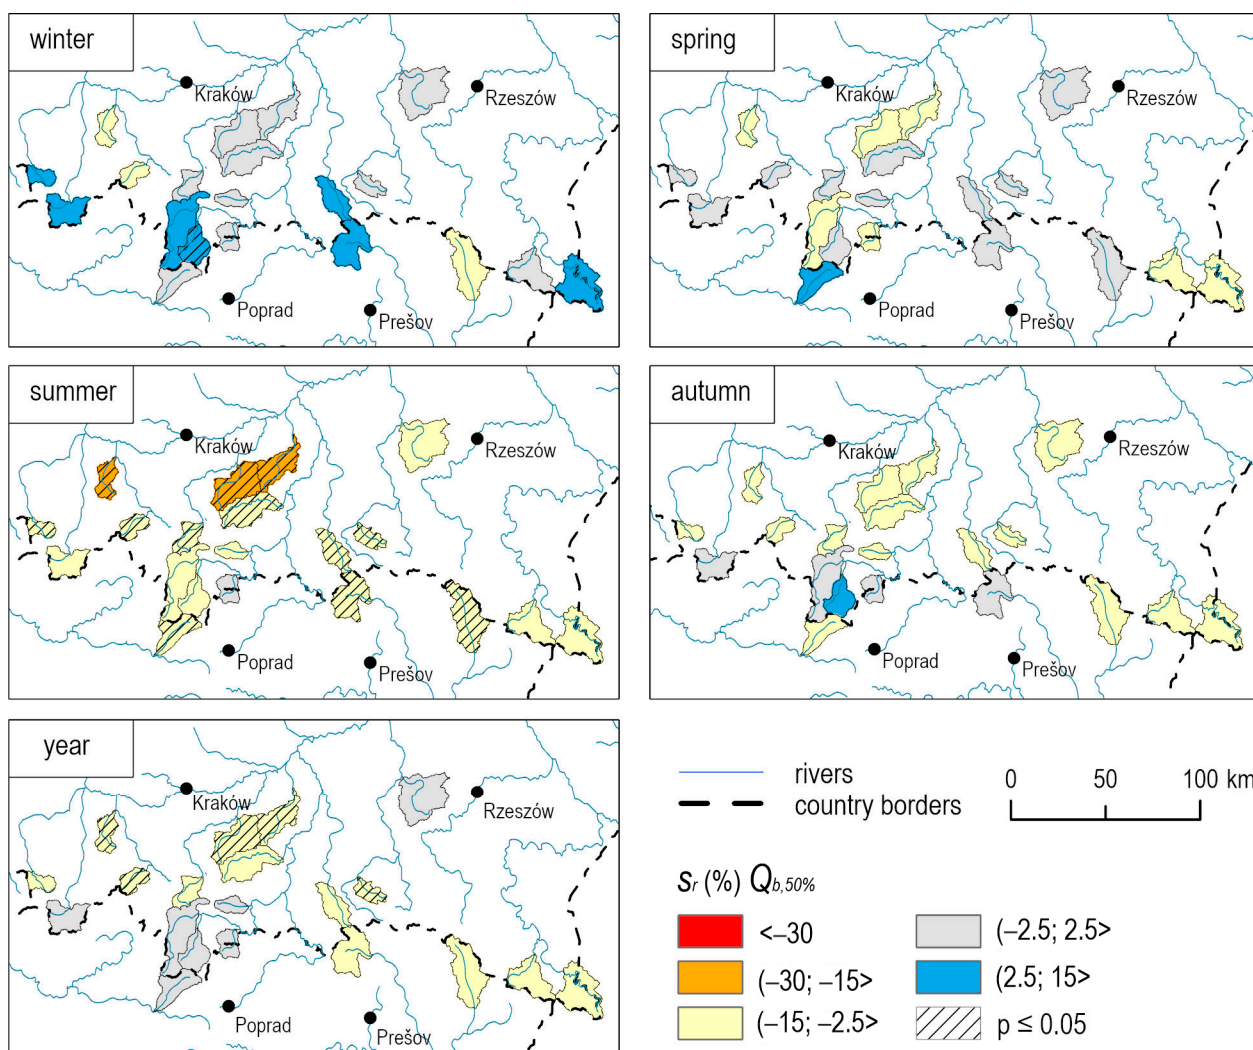 winter
Kraków
Rzeszów
Poprad
Prešov
spring
Kraków
Rzeszów
Poprad
Prešov
summer
Kraków
Rzeszów
Poprad
Prešov
autumn
Kraków
Rzeszów
Poprad
Prešov
year
Kraków
Rzeszów
Poprad
Prešov
rivers
country borders
0 50 100 km
sᵣ (%) Q b,50%
<–30
(–30; –15>
(–15; –2.5>
(–2.5; 2.5>
(2.5; 15>
p ≤ 0.05